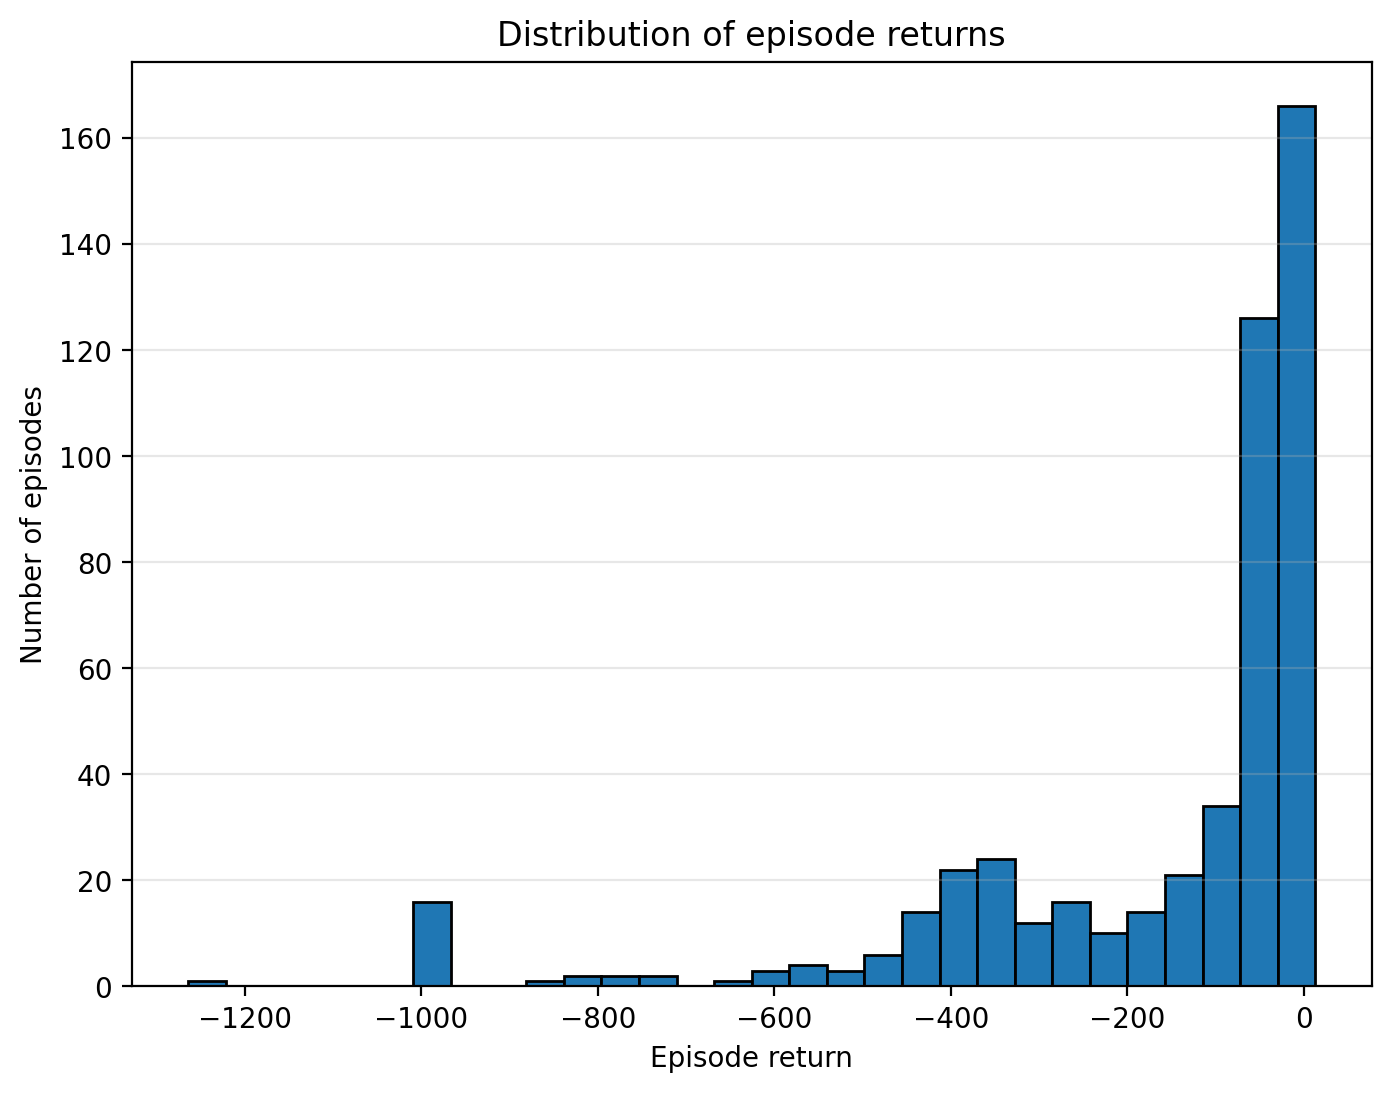 Distribution of episode returns
Number of episodes
160
140
120
100
80
60
40
20
0
−1200 −1000 −800 −600 −400 −200 0
Episode return